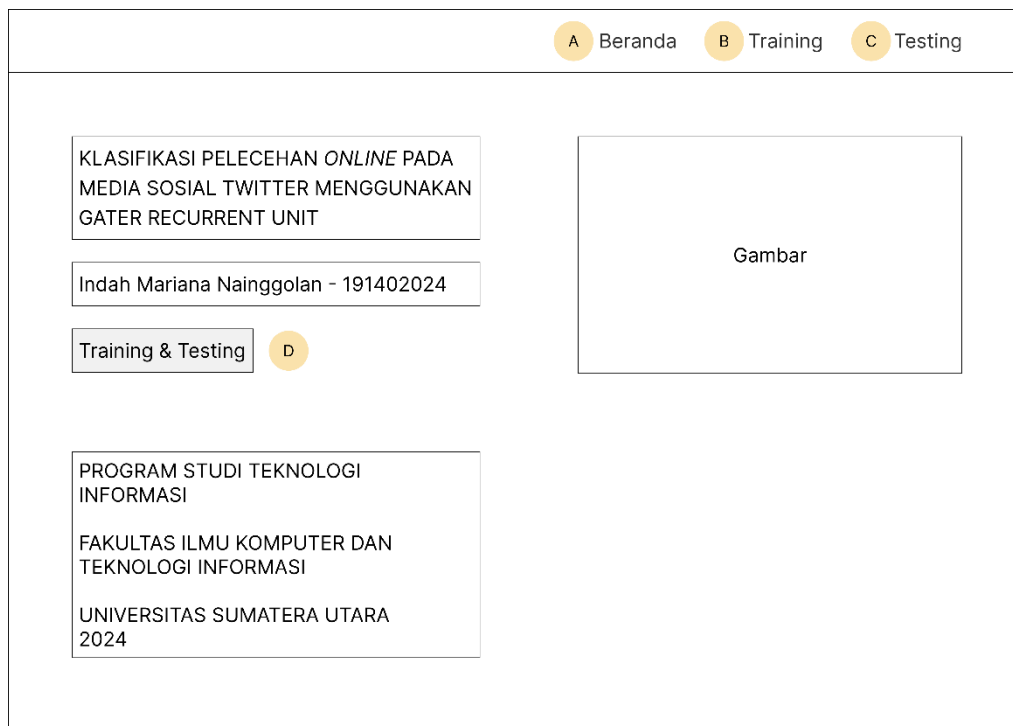 A Beranda B Training C Testing
KLASIFIKASI PELECEHAN ONLINE PADA
MEDIA SOSIAL TWITTER MENGGUNAKAN
GATER RECURRENT UNIT
Gambar
Indah Mariana Nainggolan - 191402024
Training & Testing D
PROGRAM STUDI TEKNOLOGI
INFORMASI
FAKULTAS ILMU KOMPUTER DAN
TEKNOLOGI INFORMASI
UNIVERSITAS SUMATERA UTARA
2024